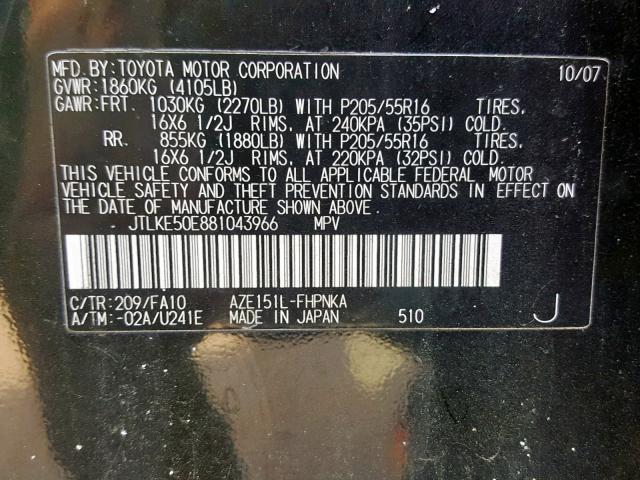 MFD.BY:TOYOTA MOTOR CORPORATION 10/07
GVWR:1860KG (4105LB)
GAWR:FRT. 1030KG (2270LB) WITH P205/55R16 TIRES,
16X6 1/2J RIMS, AT 240KPA (35PSI) COLD.
RR. 855KG (1880LB) WITH P205/55R16 TIRES,
16X6 1/2J RIMS, AT 220KPA (32PSI) COLD.
THIS VEHICLE CONFORMS TO ALL APPLICABLE FEDERAL MOTOR
VEHICLE SAFETY AND THEFT PREVENTION STANDARDS IN EFFECT ON
THE DATE OF MANUFACTURE SHOWN ABOVE.
JTLKE50E881043966 MPV
C/TR:209/FA10 AZE151L-FHPNKA
A/TM:-02A/U241E MADE IN JAPAN 510 J